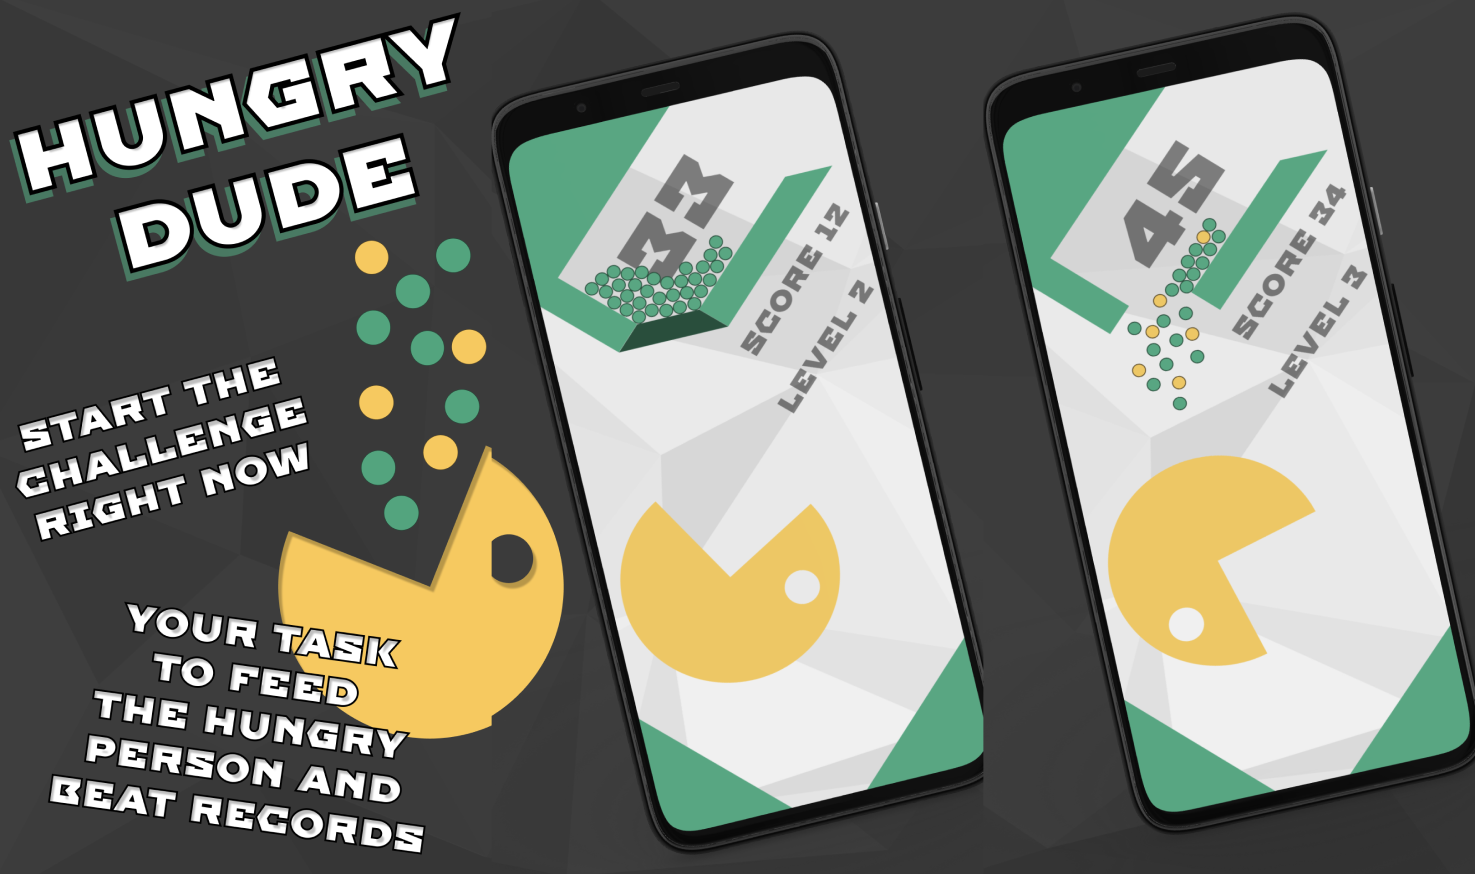 HUNGRY
DUDE
START THE
CHALLENGE
RIGHT NOW
YOUR TASK
TO FEED
THE HUNGRY
PERSON AND
BEAT RECORDS
33
SCORE 12
LEVEL 2
45
SCORE 34
LEVEL 3